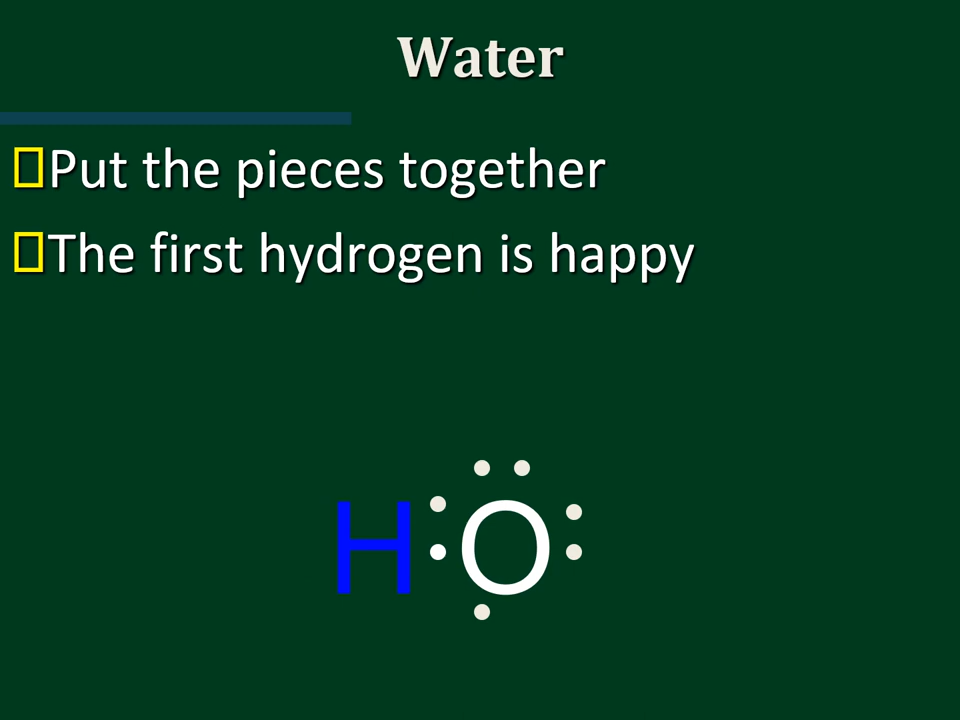 Water
Put the pieces together
The first hydrogen is happy
H O